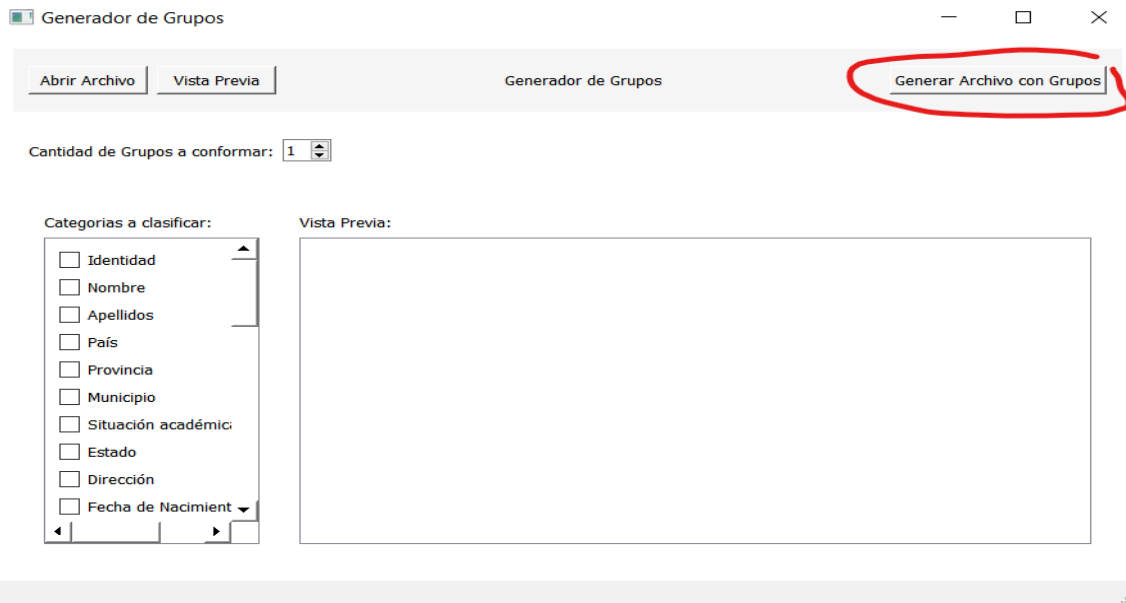 Generador de Grupos
Abrir Archivo Vista Previa Generador de Grupos Generar Archivo con Grupos
Cantidad de Grupos a conformar: 1
Categorias a clasificar: Vista Previa:
Identidad
Nombre
Apellidos
País
Provincia
Municipio
Situación académic
Estado
Dirección
Fecha de Nacimient